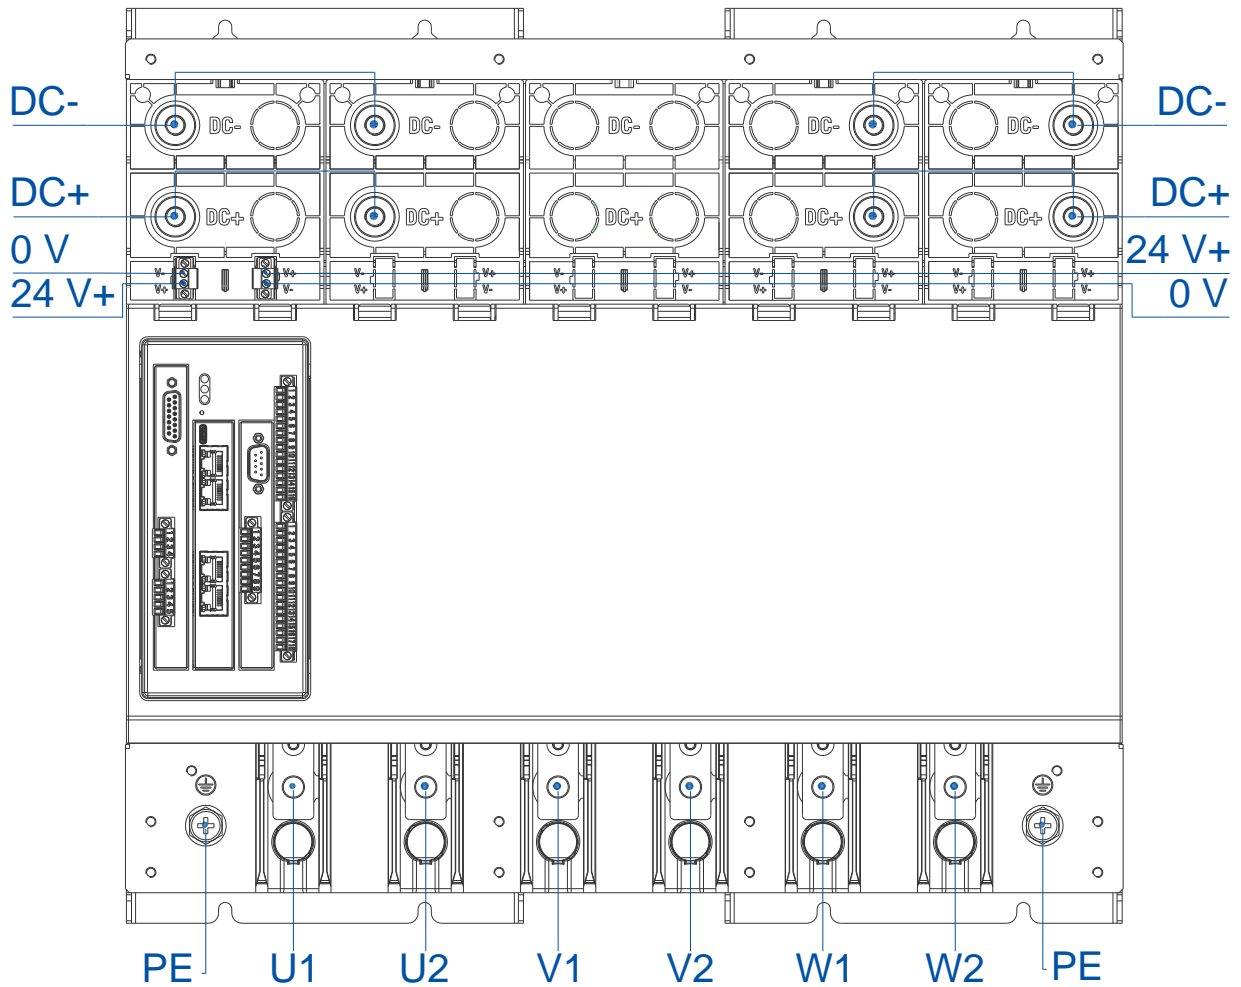 DC- DC-
DC- DC- DC- DC- DC-
DC+ DC+
DC+ DC+ DC+ DC+ DC+
0 V 24 V+
V- V+ V- V+ V- V+ V- V+ V- V+
V+ V- V+ V- V+ V- V+ V- V+ V-
24 V+ 0 V
PE U1 U2 V1 V2 W1 W2 PE